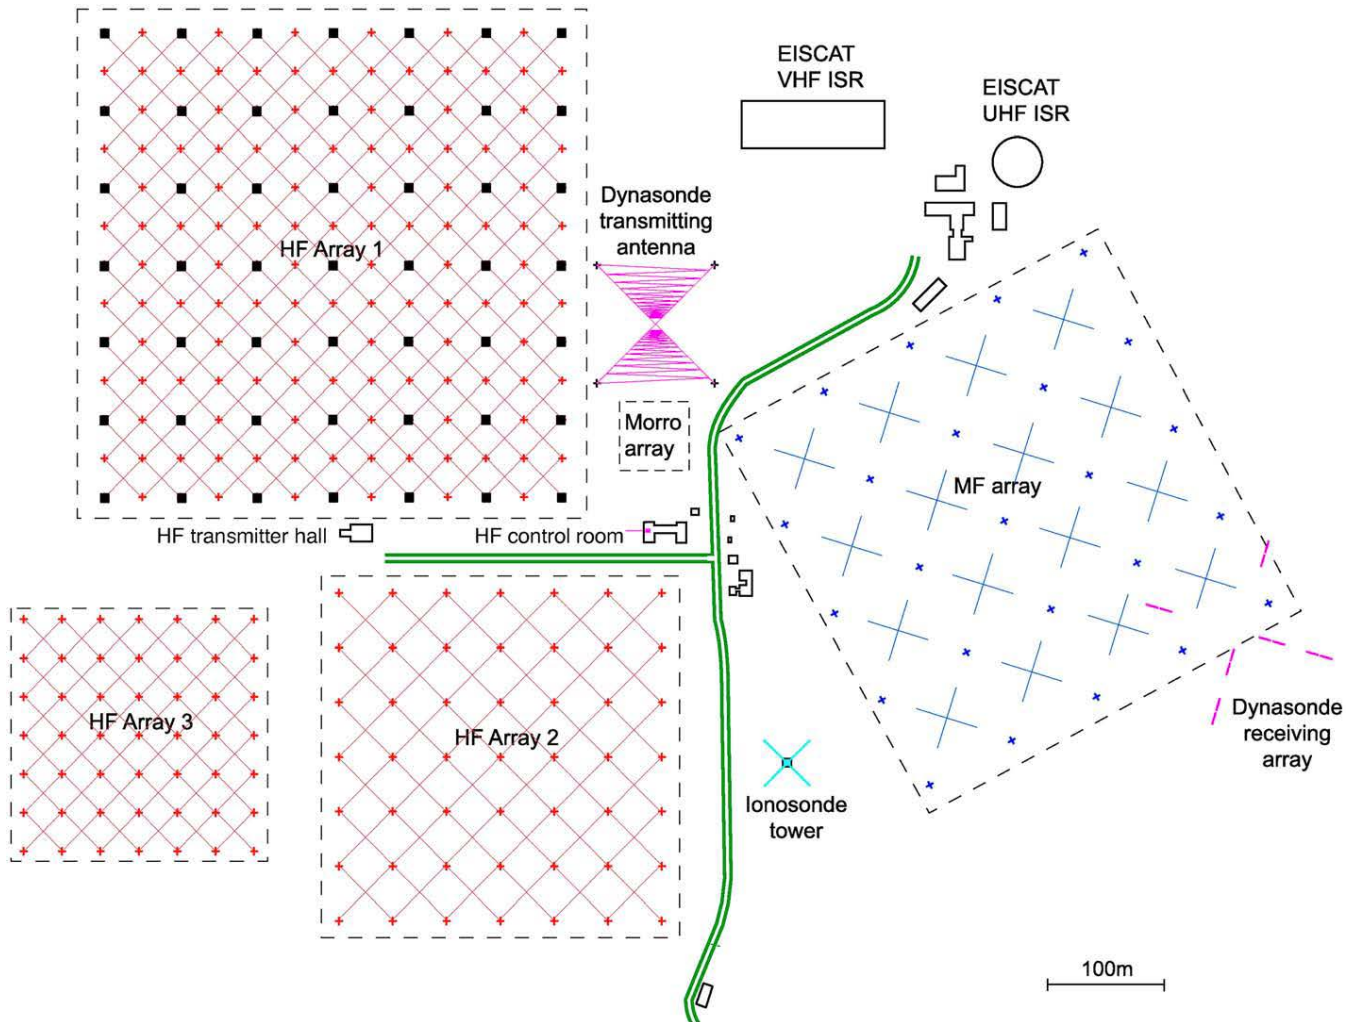 EISCAT
VHF ISR
EISCAT
UHF ISR
Dynasonde
transmitting
antenna
HF Array 1
Morro
array
MF array
HF transmitter hall
HF control room
HF Array 3
HF Array 2
Dynasonde
receiving
array
Ionosonde
tower
100m